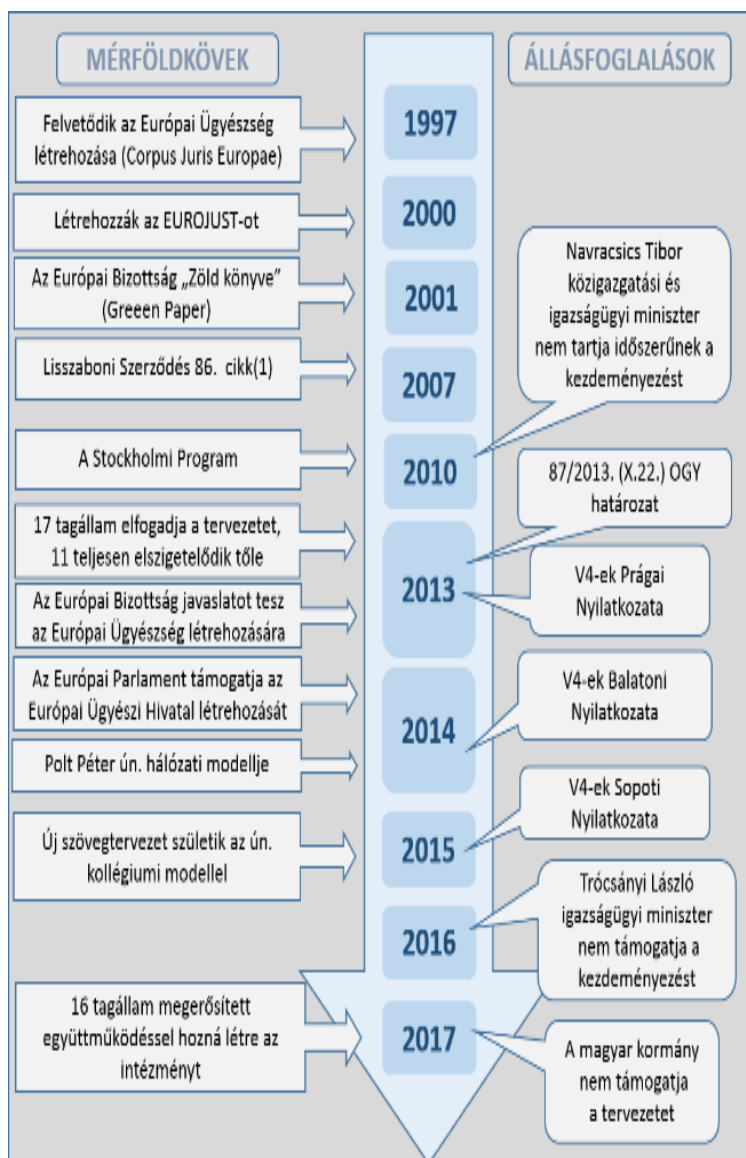 MÉRFÖLDKÖVEK
ÁLLÁSFOGLALÁSOK
Felvetődik az Európai Ügyészség
létrehozása (Corpus Juris Europae)
1997
Létrehozzák az EUROJUST-ot
2000
Az Európai Bizottság „Zöld könyve”
(Greeen Paper)
2001
Lisszaboni Szerződés 86. cikk(1)
2007
Navracsics Tibor
közigazgatási és
igazságügyi miniszter
nem tartja időszerűnek a
kezdeményezést
A Stockholmi Program
2010
17 tagállam elfogadja a tervezetet,
11 teljesen elszigetelődik tőle
Az Európai Bizottság javaslatot tesz
az Európai Ügyészség létrehozására
2013
87/2013. (X.22.) OGY
határozat
V4-ek Prágai
Nyilatkozata
Az Európai Parlament támogatja az
Európai Ügyészi Hivatal létrehozását
Polt Péter ún. hálózati modellje
2014
V4-ek Balatoni
Nyilatkozata
Új szövegtervezet születik az ún.
kollégiumi modellel
2015
V4-ek Sopoti
Nyilatkozata
2016
Trócsányi László
igazságügyi miniszter
nem támogatja a
kezdeményezést
16 tagállam megerősített
együttműködéssel hozná létre az
intézményt
2017
A magyar kormány
nem támogatja
a tervezetet